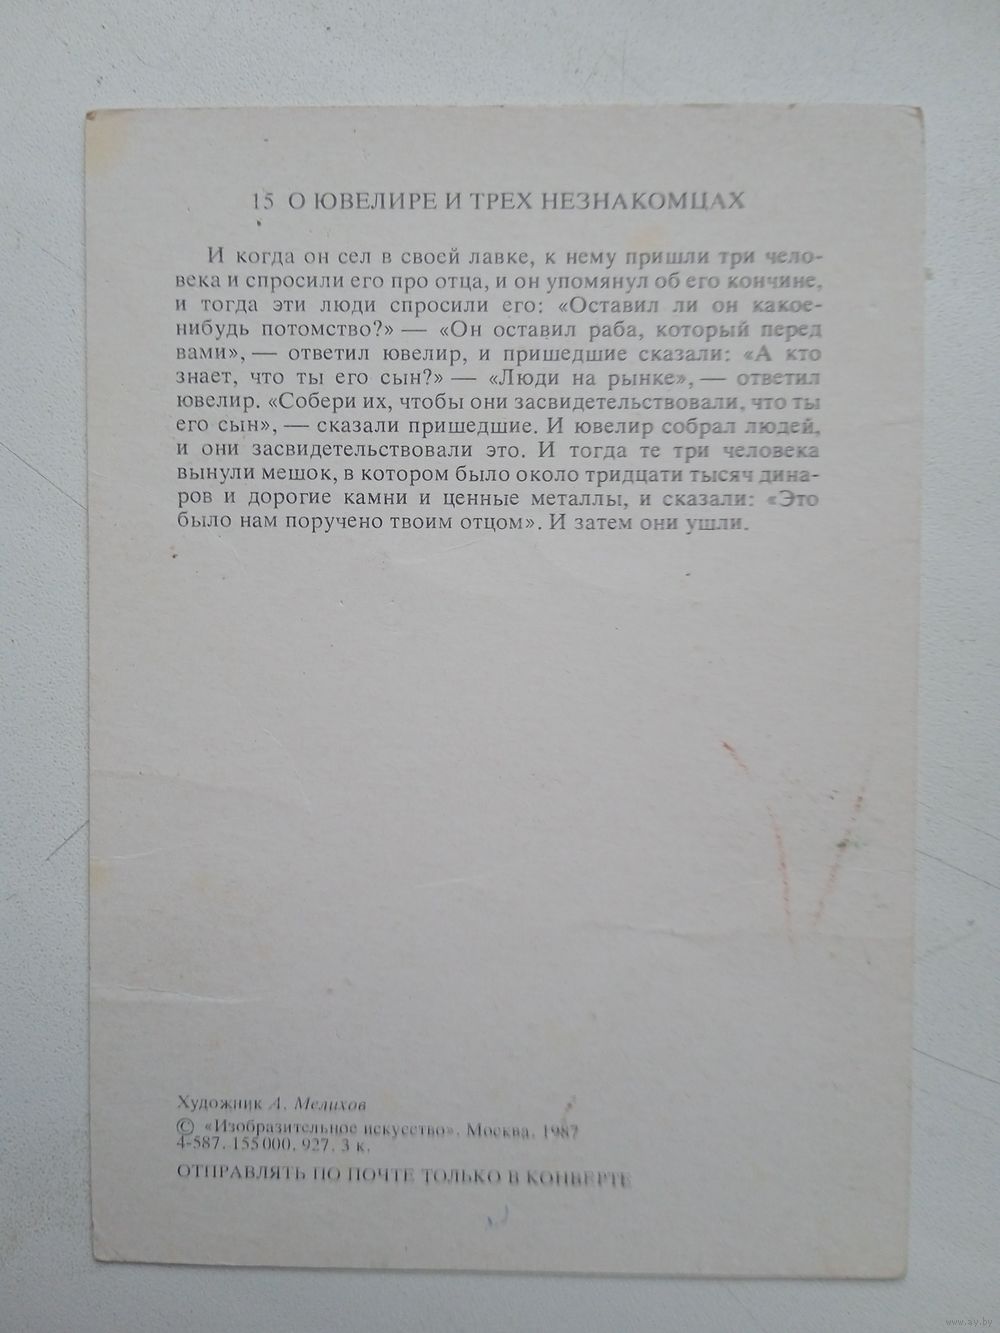 15 О ЮВЕЛИРЕ И ТРЕХ НЕЗНАКОМЦАХ
И когда он сел в своей лавке, к нему пришли три чело-
века и спросили его про отца, и он упомянул об его кончине,
и тогда эти люди спросили его: «Оставил ли он какое-
нибудь потомство?» — «Он оставил раба, который перед
вами», — ответил ювелир, и пришедшие сказали: «А кто
знает, что ты его сын?» — «Люди на рынке», — ответил
ювелир. «Собери их, чтобы они засвидетельствовали, что ты
его сын», — сказали пришедшие. И ювелир собрал людей,
и они засвидетельствовали это. И тогда те три человека
вынули мешок, в котором было около тридцати тысяч дина-
ров и дорогие камни и ценные металлы, и сказали: «Это
было нам поручено твоим отцом». И затем они ушли.
Художник А. Мелихов
© «Изобразительное искусство». Москва. 1987
4-587. 155 000. 927. 3 к.
ОТПРАВЛЯТЬ ПО ПОЧТЕ ТОЛЬКО В КОНВЕРТЕ
www.ay.by